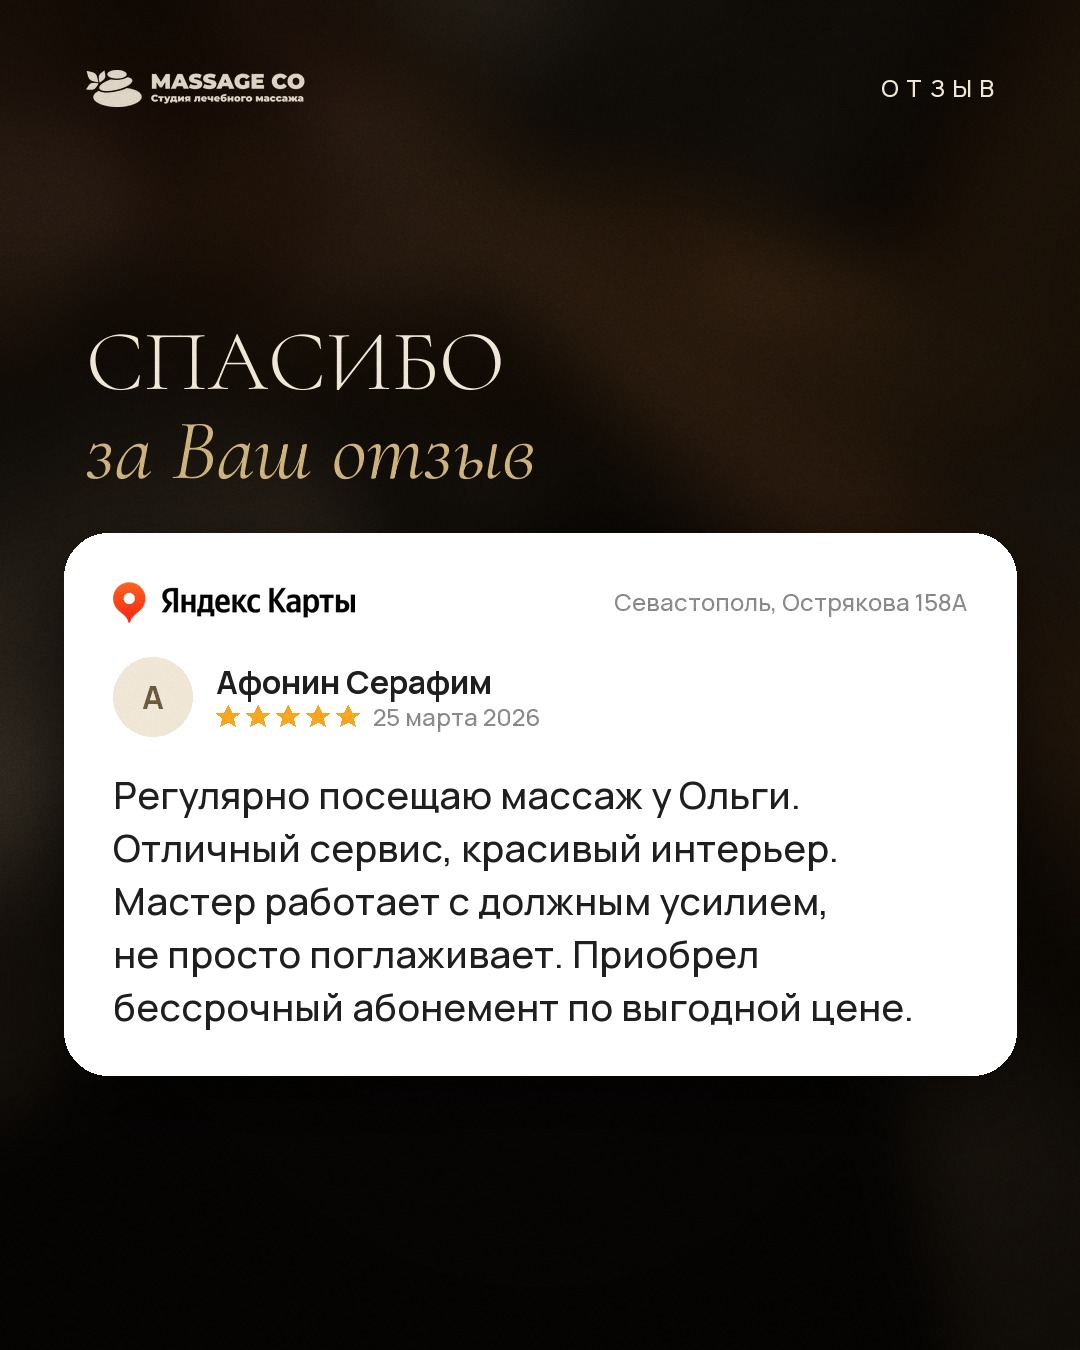 MASSAGE CO
Студия лечебного массажа
ОТЗЫВ
СПАСИБО
за Ваш отзыв
Яндекс Карты
Севастополь, Острякова 158А
А
Афонин Серафим
25 марта 2026
Регулярно посещаю массаж у Ольги.
Отличный сервис, красивый интерьер.
Мастер работает с должным усилием,
не просто поглаживает. Приобрел
бессрочный абонемент по выгодной цене.